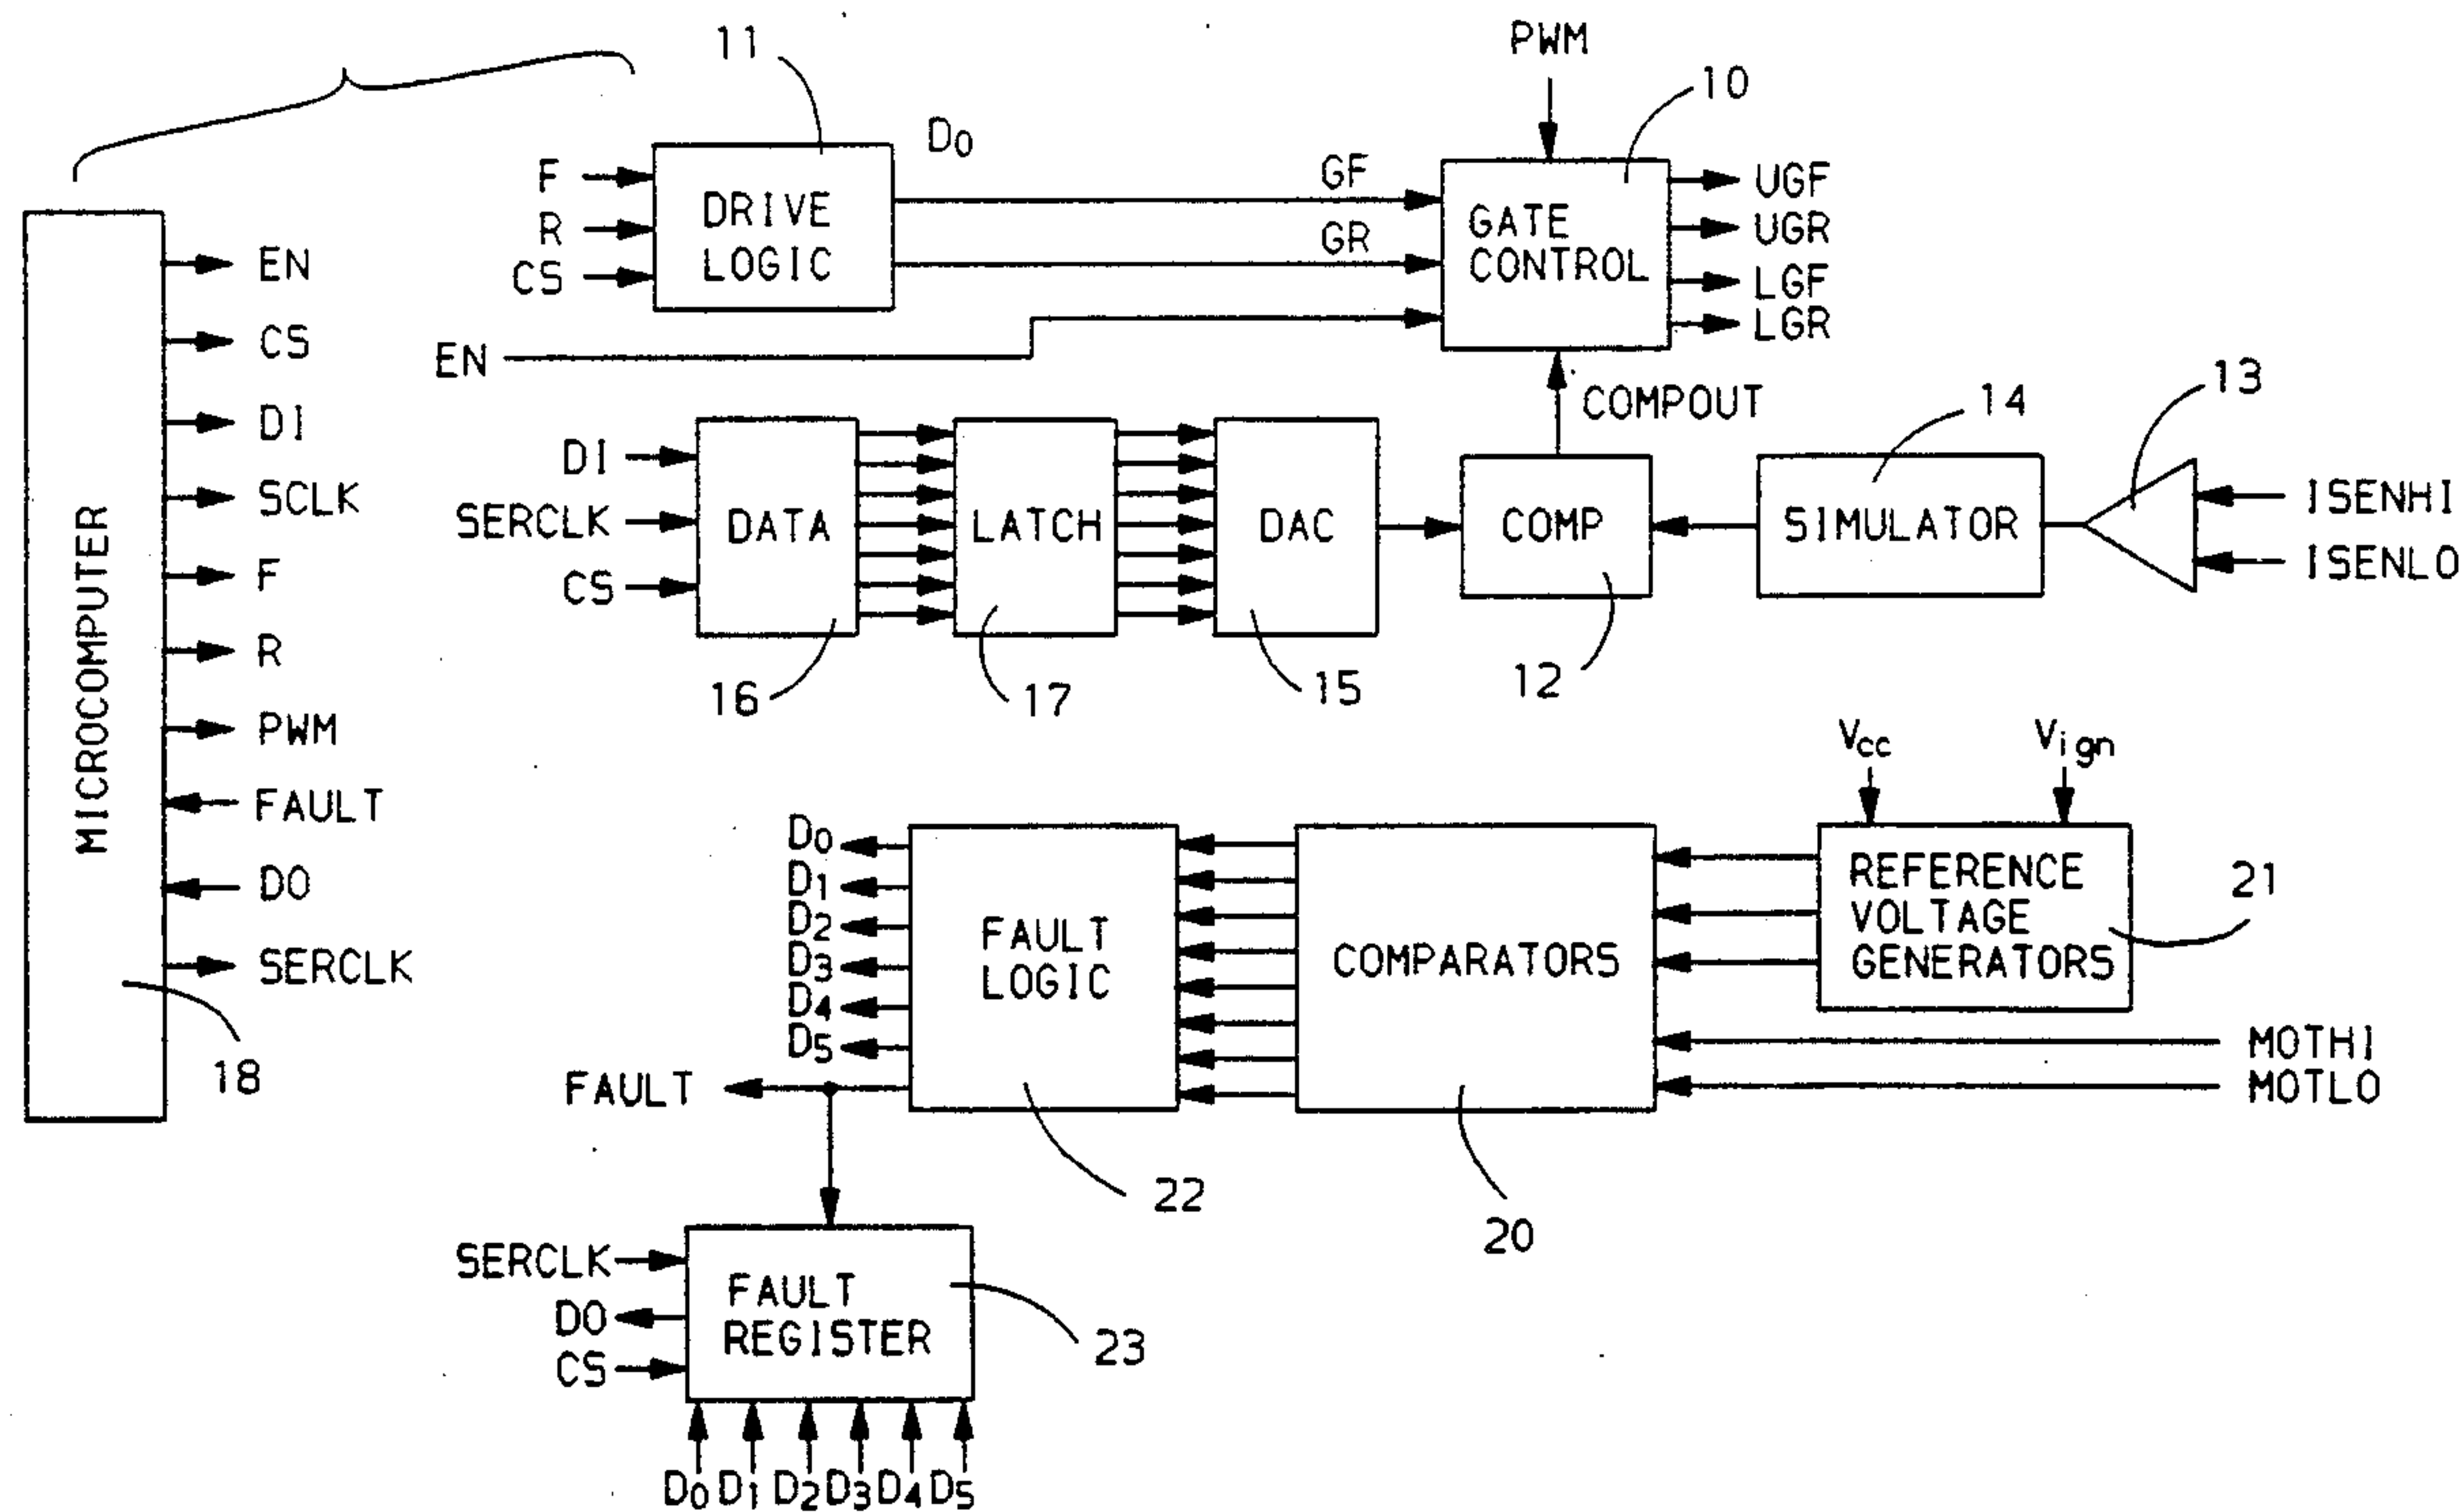 11
PWM
10
D0
F
R
CS
DRIVE
LOGIC
GF
GR
EN
GATE
CONTROL
UGF
UGR
LGF
LGR
COMPOUT
MICROCOMPUTER
EN
CS
DI
SCLK
F
R
PWM
FAULT
DO
SERCLK
18
DI
SERCLK
CS
DATA
16
LATCH
17
DAC
15
COMP
12
SIMULATOR
14
13
ISENHI
ISENLO
Vcc
Vign
REFERENCE
VOLTAGE
GENERATORS
21
MOTHI
MOTLO
COMPARATORS
20
FAULT
LOGIC
22
D0
D1
D2
D3
D4
D5
FAULT
SERCLK
DO
CS
FAULT
REGISTER
23
D0 D1 D2 D3 D4 D5